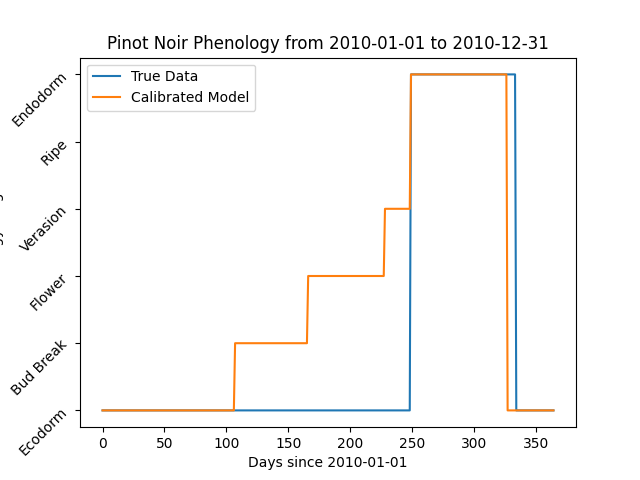 Pinot Noir Phenology from 2010-01-01 to 2010-12-31
True Data
Calibrated Model
Endodorm
Ripe
Verasion
Flower
Bud Break
Ecodorm
0 50 100 150 200 250 300 350
Days since 2010-01-01